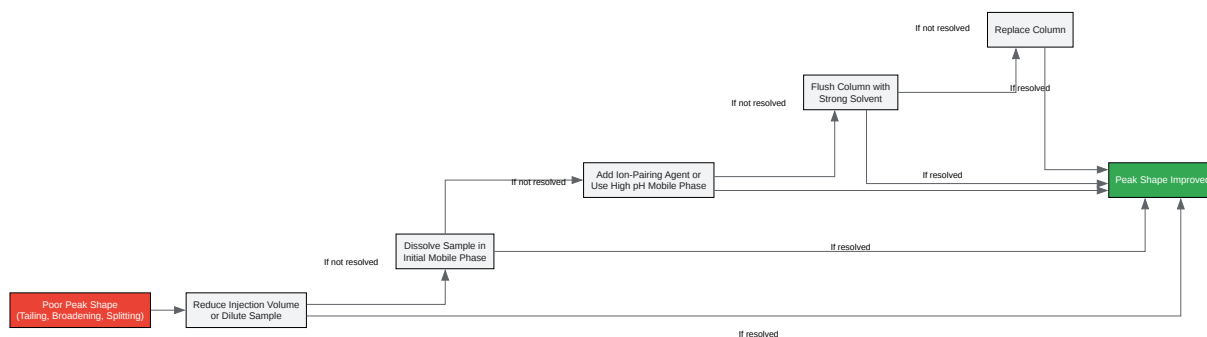 If not resolved
Replace Column
Flush Column with
Strong Solvent
If resolved
If not resolved
Add Ion-Pairing Agent or
Use High pH Mobile Phase
If not resolved
If resolved
Peak Shape Improved
Dissolve Sample in
Initial Mobile Phase
If resolved
If not resolved
Poor Peak Shape
(Tailing, Broadening, Splitting)
Reduce Injection Volume
or Dilute Sample
If resolved